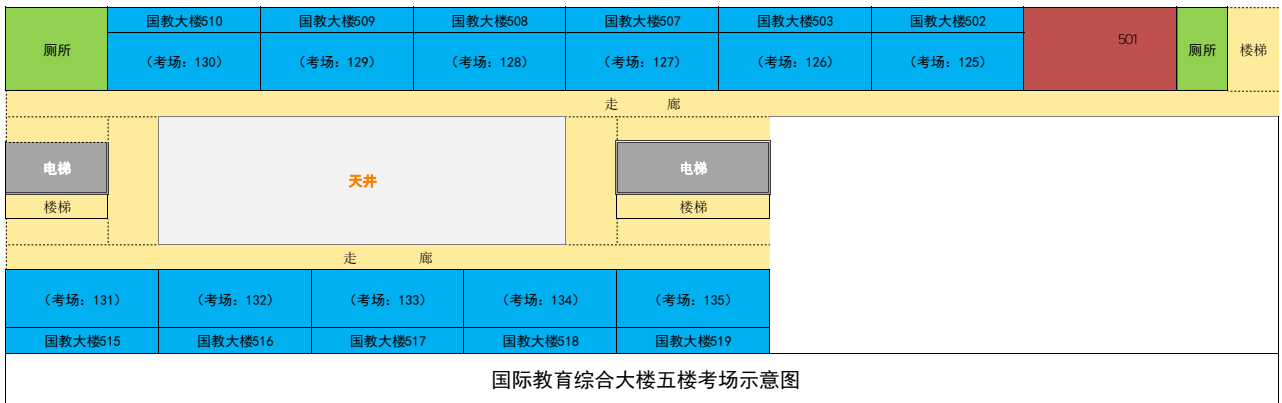 国教大楼510 国教大楼509 国教大楼508 国教大楼507 国教大楼503 国教大楼502
厕所 501 厕所 楼梯
（考场：130） （考场：129） （考场：128） （考场：127） （考场：126） （考场：125）
走 廊
电梯 天井 电梯
楼梯 楼梯
走 廊
（考场：131） （考场：132） （考场：133） （考场：134） （考场：135）
国教大楼515 国教大楼516 国教大楼517 国教大楼518 国教大楼519
国际教育综合大楼五楼考场示意图